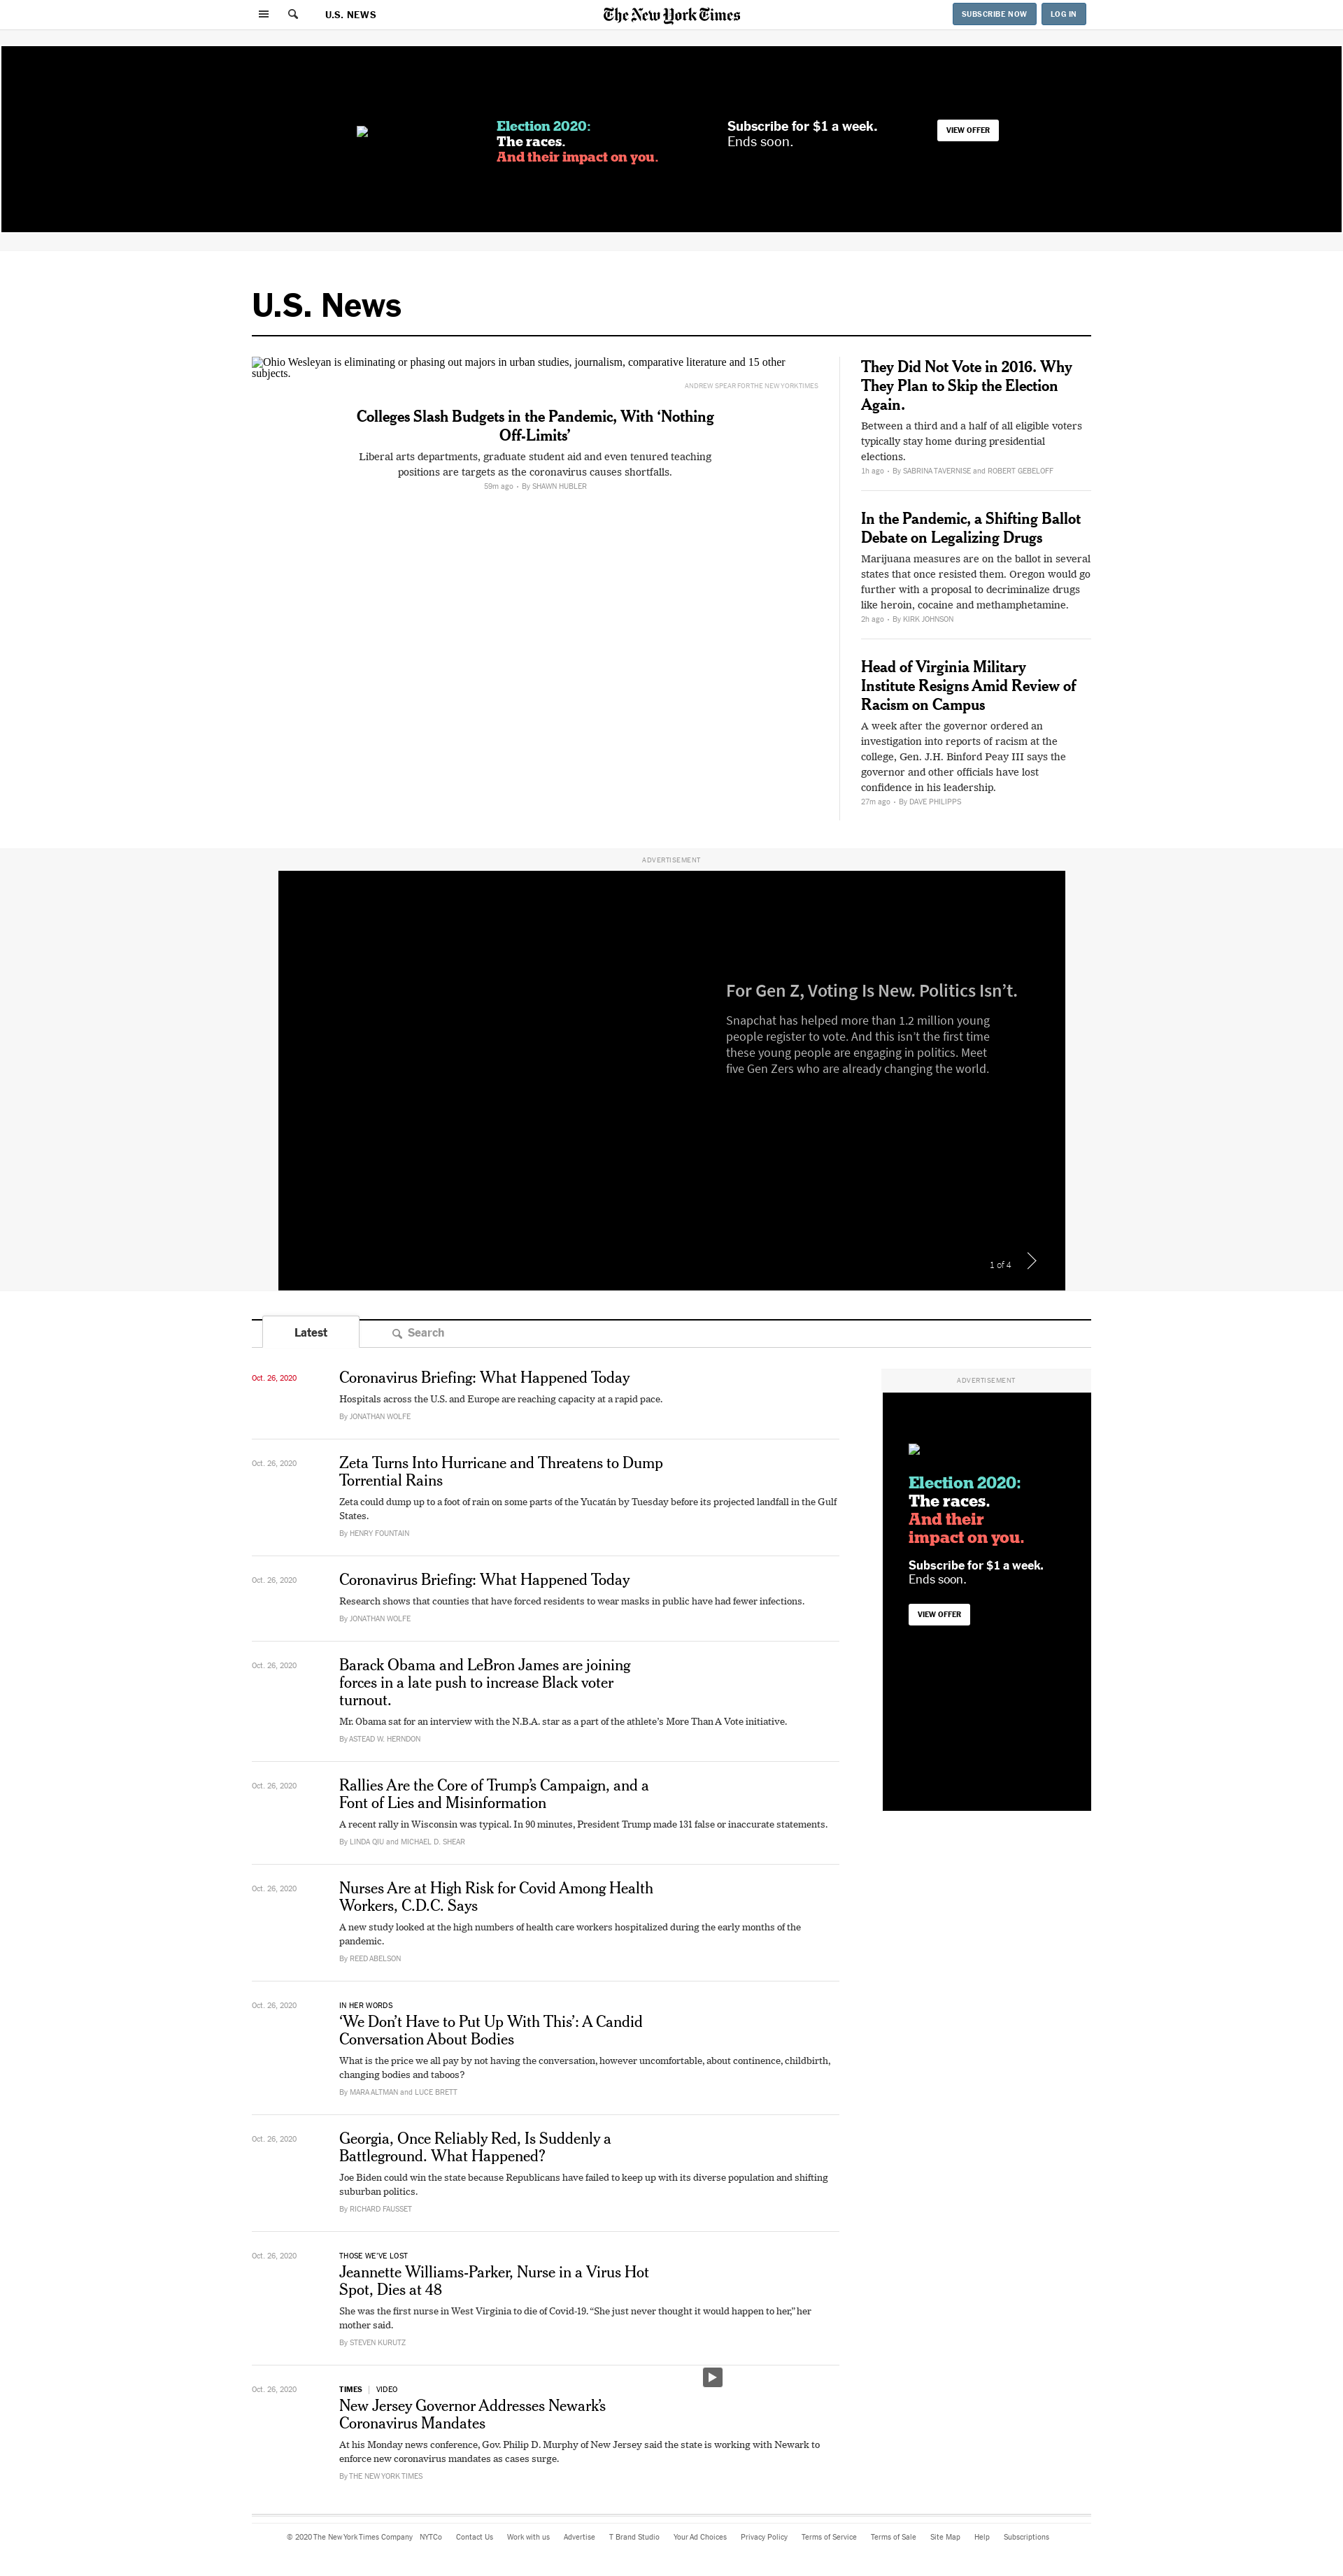 U.S. NEWS
The New York Times
SUBSCRIBE NOW
LOG IN
Election 2020:
The races.
And their impact on you.
Subscribe for $1 a week.
Ends soon.
VIEW OFFER
U.S. News
Ohio Wesleyan is eliminating or phasing out majors in urban studies, journalism, comparative literature and 15 other
subjects.
ANDREW SPEAR FOR THE NEW YORK TIMES
Colleges Slash Budgets in the Pandemic, With ‘Nothing
Off-Limits’
Liberal arts departments, graduate student aid and even tenured teaching
positions are targets as the coronavirus causes shortfalls.
59m ago • By SHAWN HUBLER
They Did Not Vote in 2016. Why
They Plan to Skip the Election
Again.
Between a third and a half of all eligible voters
typically stay home during presidential
elections.
1h ago • By SABRINA TAVERNISE and ROBERT GEBELOFF
In the Pandemic, a Shifting Ballot
Debate on Legalizing Drugs
Marijuana measures are on the ballot in several
states that once resisted them. Oregon would go
further with a proposal to decriminalize drugs
like heroin, cocaine and methamphetamine.
2h ago • By KIRK JOHNSON
Head of Virginia Military
Institute Resigns Amid Review of
Racism on Campus
A week after the governor ordered an
investigation into reports of racism at the
college, Gen. J.H. Binford Peay III says the
governor and other officials have lost
confidence in his leadership.
27m ago • By DAVE PHILIPPS
ADVERTISEMENT
For Gen Z, Voting Is New. Politics Isn’t.
Snapchat has helped more than 1.2 million young
people register to vote. And this isn’t the first time
these young people are engaging in politics. Meet
five Gen Zers who are already changing the world.
1 of 4
Latest
Search
Oct. 26, 2020
Coronavirus Briefing: What Happened Today
Hospitals across the U.S. and Europe are reaching capacity at a rapid pace.
By JONATHAN WOLFE
Oct. 26, 2020
Zeta Turns Into Hurricane and Threatens to Dump
Torrential Rains
Zeta could dump up to a foot of rain on some parts of the Yucatán by Tuesday before its projected landfall in the Gulf
States.
By HENRY FOUNTAIN
Oct. 26, 2020
Coronavirus Briefing: What Happened Today
Research shows that counties that have forced residents to wear masks in public have had fewer infections.
By JONATHAN WOLFE
Oct. 26, 2020
Barack Obama and LeBron James are joining
forces in a late push to increase Black voter
turnout.
Mr. Obama sat for an interview with the N.B.A. star as a part of the athlete’s More Than A Vote initiative.
By ASTEAD W. HERNDON
Oct. 26, 2020
Rallies Are the Core of Trump’s Campaign, and a
Font of Lies and Misinformation
A recent rally in Wisconsin was typical. In 90 minutes, President Trump made 131 false or inaccurate statements.
By LINDA QIU and MICHAEL D. SHEAR
Oct. 26, 2020
Nurses Are at High Risk for Covid Among Health
Workers, C.D.C. Says
A new study looked at the high numbers of health care workers hospitalized during the early months of the
pandemic.
By REED ABELSON
Oct. 26, 2020
IN HER WORDS
‘We Don’t Have to Put Up With This’: A Candid
Conversation About Bodies
What is the price we all pay by not having the conversation, however uncomfortable, about continence, childbirth,
changing bodies and taboos?
By MARA ALTMAN and LUCE BRETT
Oct. 26, 2020
Georgia, Once Reliably Red, Is Suddenly a
Battleground. What Happened?
Joe Biden could win the state because Republicans have failed to keep up with its diverse population and shifting
suburban politics.
By RICHARD FAUSSET
Oct. 26, 2020
THOSE WE’VE LOST
Jeannette Williams-Parker, Nurse in a Virus Hot
Spot, Dies at 48
She was the first nurse in West Virginia to die of Covid-19. “She just never thought it would happen to her,” her
mother said.
By STEVEN KURUTZ
Oct. 26, 2020
TIMES | VIDEO
New Jersey Governor Addresses Newark’s
Coronavirus Mandates
At his Monday news conference, Gov. Philip D. Murphy of New Jersey said the state is working with Newark to
enforce new coronavirus mandates as cases surge.
By THE NEW YORK TIMES
ADVERTISEMENT
Election 2020:
The races.
And their
impact on you.
Subscribe for $1 a week.
Ends soon.
VIEW OFFER
© 2020 The New York Times Company NYTCo Contact Us Work with us Advertise T Brand Studio Your Ad Choices Privacy Policy Terms of Service Terms of Sale Site Map Help Subscriptions